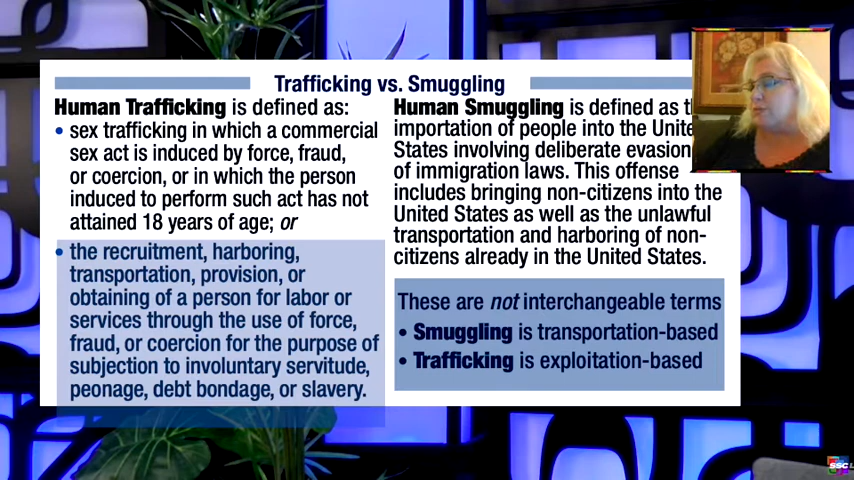 Trafficking vs. Smuggling
Human Trafficking is defined as:
• sex trafficking in which a commercial
sex act is induced by force, fraud,
or coercion, or in which the person
induced to perform such act has not
attained 18 years of age; or
• the recruitment, harboring,
transportation, provision, or
obtaining of a person for labor or
services through the use of force,
fraud, or coercion for the purpose of
subjection to involuntary servitude,
peonage, debt bondage, or slavery.
Human Smuggling is defined as
importation of people into the
States involving deliberate evasion
of immigration laws. This offense
includes bringing non-citizens into the
United States as well as the unlawful
transportation and harboring of non-
citizens already in the United States.
These are not interchangeable terms
• Smuggling is transportation-based
• Trafficking is exploitation-based
SSC